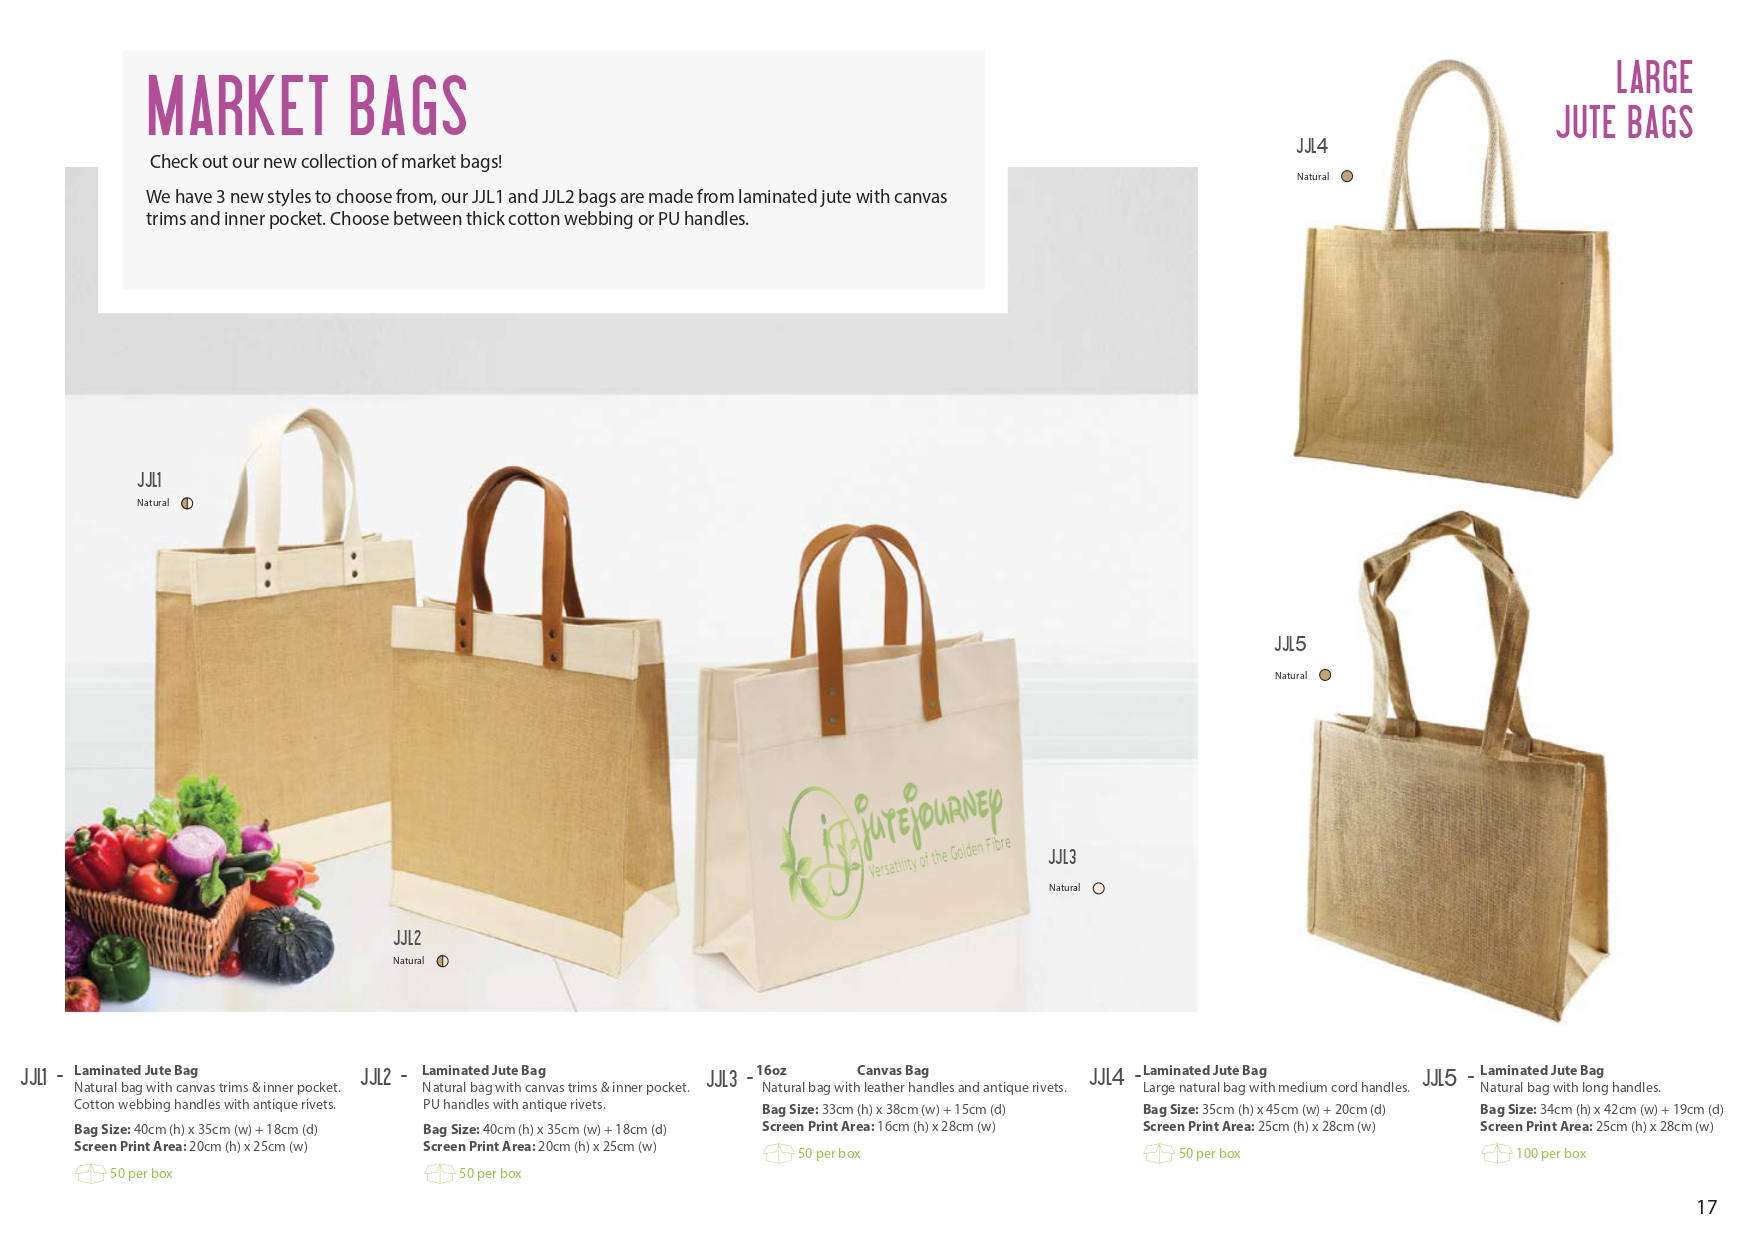 MARKET BAGS
Check out our new collection of market bags!
We have 3 new styles to choose from, our JJL1 and JJL2 bags are made from laminated jute with canvas
trims and inner pocket. Choose between thick cotton webbing or PU handles.
LARGE
JUTE BAGS
JJL4
Natural
JJL1
Natural
JJL5
Natural
jutejourney
Versatility of the Golden Fibre
JJL3
Natural
JJL2
Natural
JJL1 - Laminated Jute Bag
Natural bag with canvas trims & inner pocket.
Cotton webbing handles with antique rivets.
Bag Size: 40cm (h) x 35cm (w) + 18cm (d)
Screen Print Area: 20cm (h) x 25cm (w)
50 per box
JJL2 - Laminated Jute Bag
Natural bag with canvas trims & inner pocket.
PU handles with antique rivets.
Bag Size: 40cm (h) x 35cm (w) + 18cm (d)
Screen Print Area: 20cm (h) x 25cm (w)
50 per box
JJL3 - 16oz Canvas Bag
Natural bag with leather handles and antique rivets.
Bag Size: 33cm (h) x 38cm (w) + 15cm (d)
Screen Print Area: 16cm (h) x 28cm (w)
50 per box
JJL4 - Laminated Jute Bag
Large natural bag with medium cord handles.
Bag Size: 35cm (h) x 45cm (w) + 20cm (d)
Screen Print Area: 25cm (h) x 28cm (w)
50 per box
JJL5 - Laminated Jute Bag
Natural bag with long handles.
Bag Size: 34cm (h) x 42cm (w) + 19cm (d)
Screen Print Area: 25cm (h) x 28cm (w)
100 per box
17